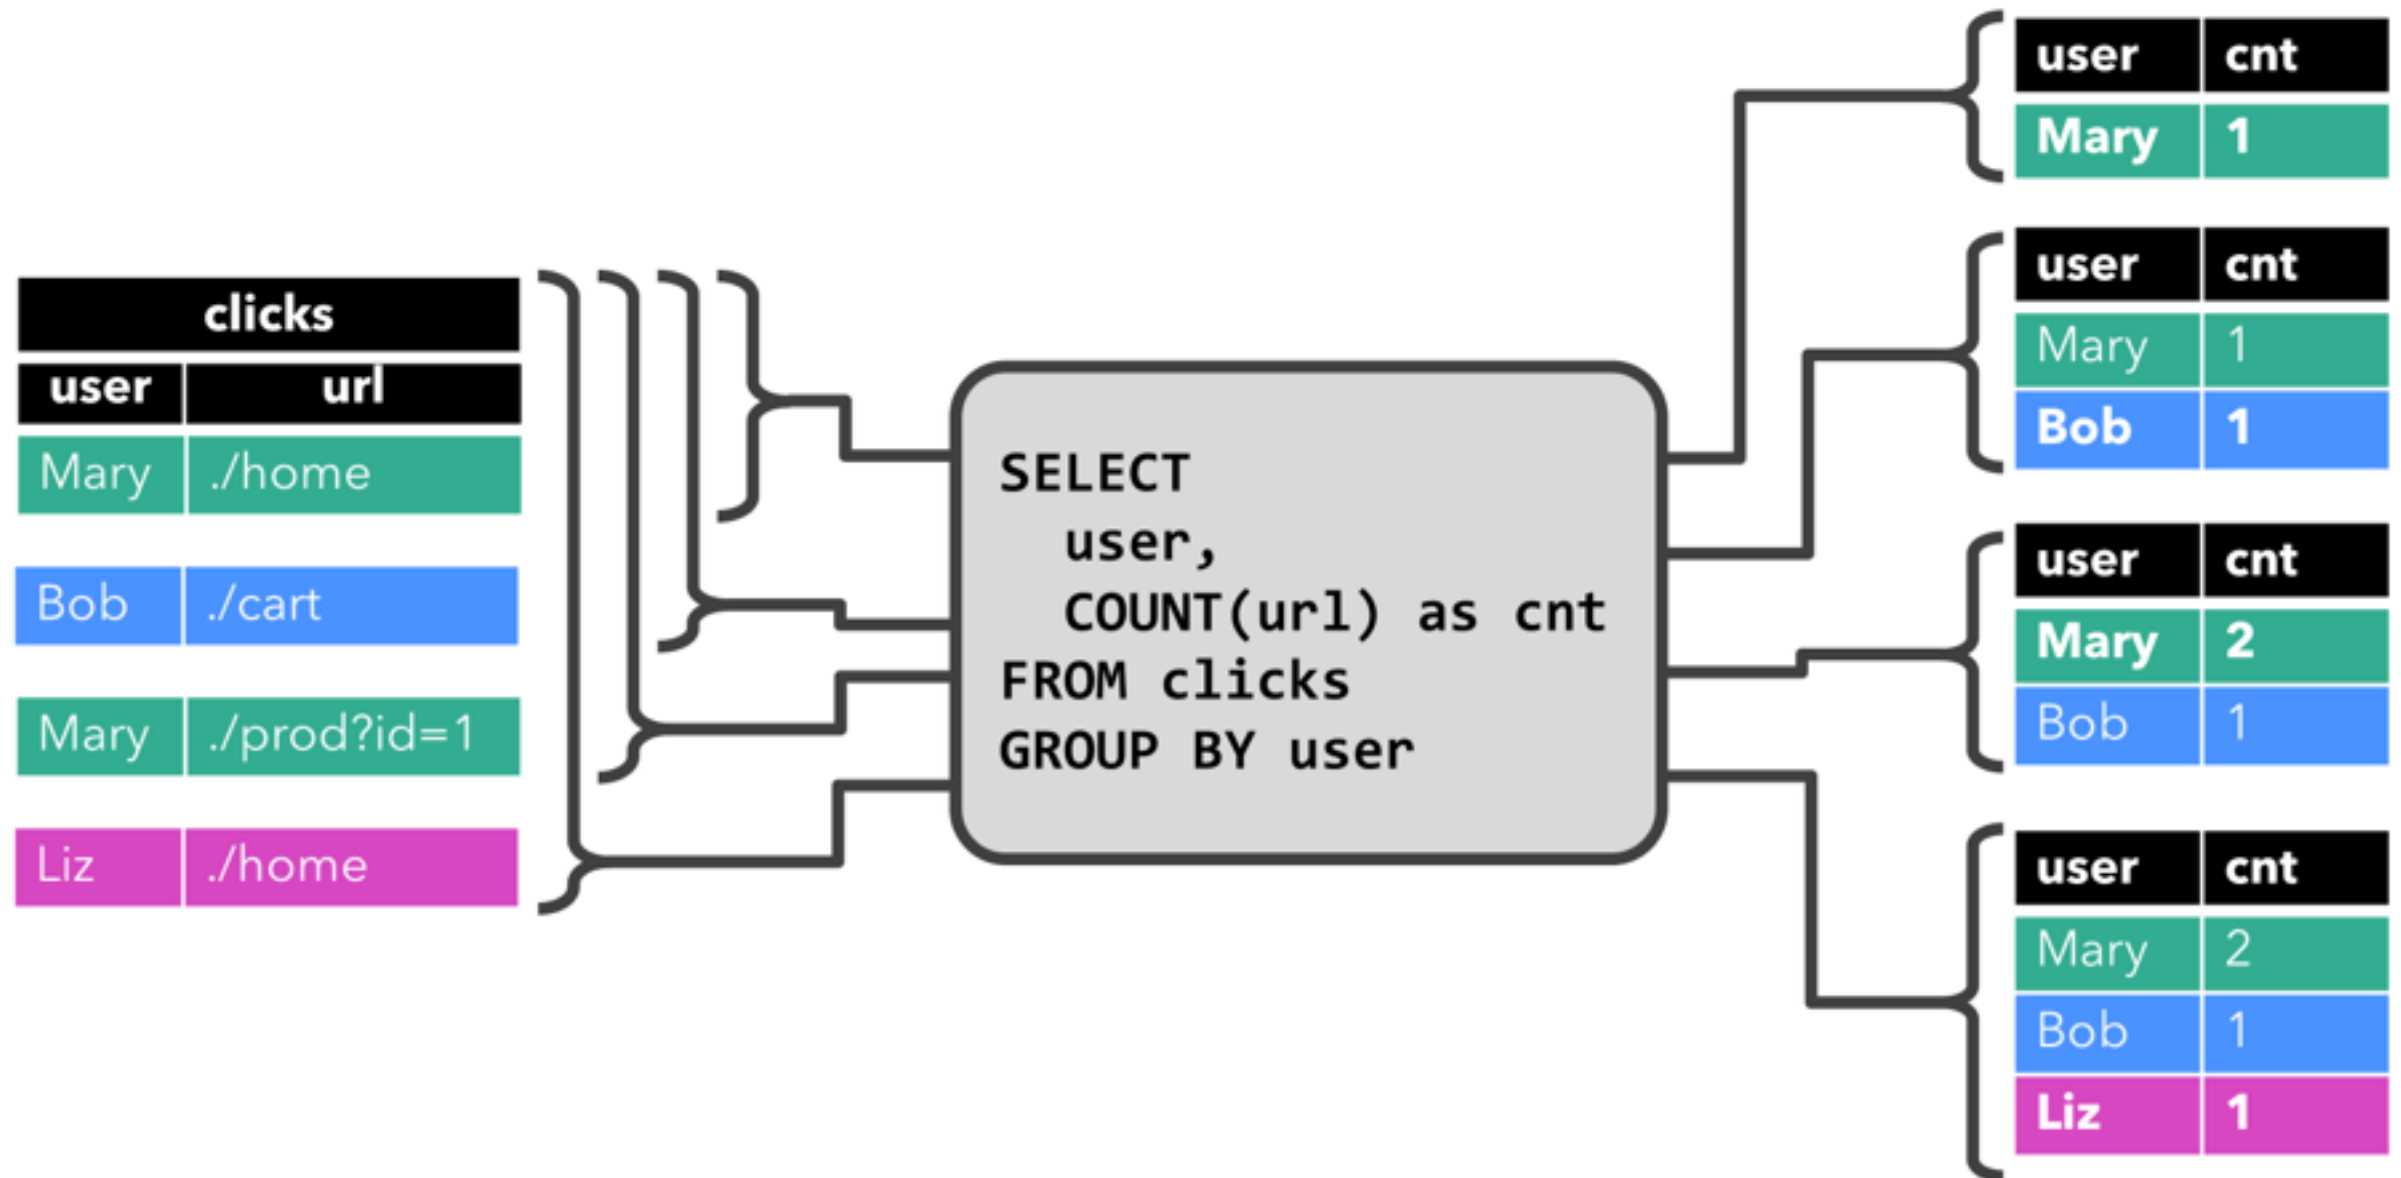 clicks
user url
Mary ./home
Bob ./cart
Mary ./prod?id=1
Liz ./home
SELECT
user,
COUNT(url) as cnt
FROM clicks
GROUP BY user
user cnt
Mary 1
user cnt
Mary 1
Bob 1
user cnt
Mary 2
Bob 1
user cnt
Mary 2
Bob 1
Liz 1